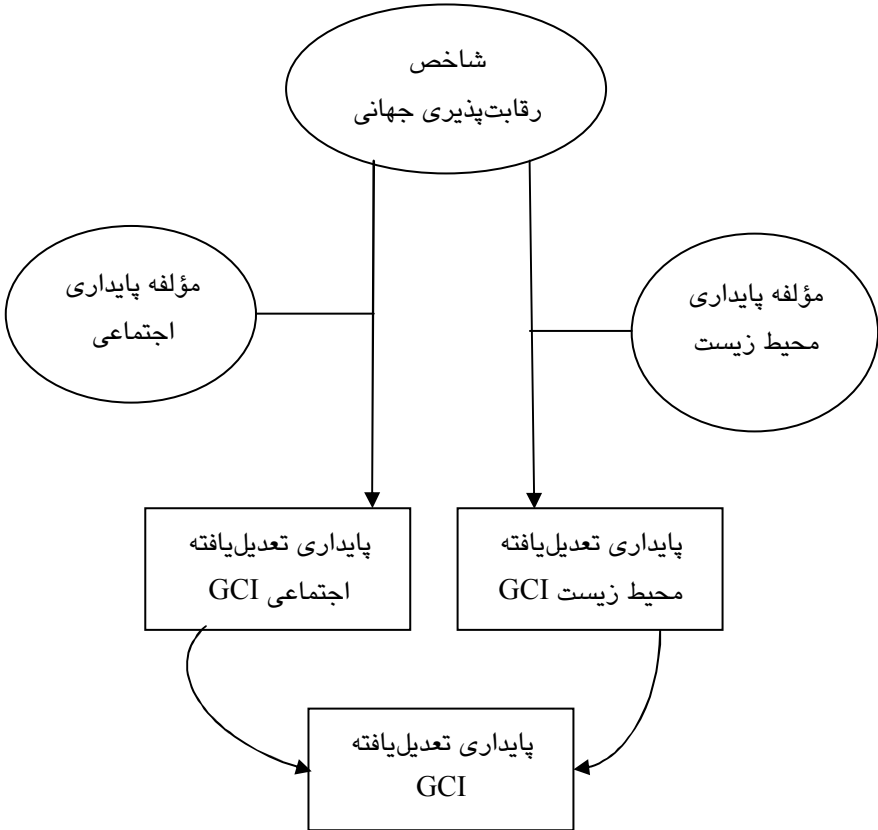 شاخص
رقابت‌پذیری جهانی
مؤلفه پایداری
محیط زیست
مؤلفه پایداری
اجتماعی
پایداری تعدیل‌یافته
محیط زیست GCI
پایداری تعدیل‌یافته
اجتماعی GCI
پایداری تعدیل‌یافته
GCI